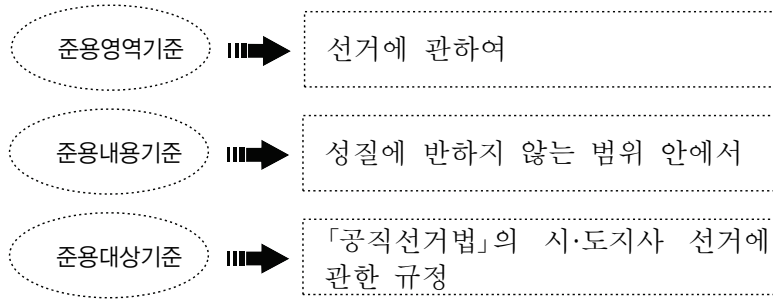 준용영역기준
선거에 관하여
준용내용기준
성질에 반하지 않는 범위 안에서
준용대상기준
「공직선거법」의 시·도지사 선거에
관한 규정